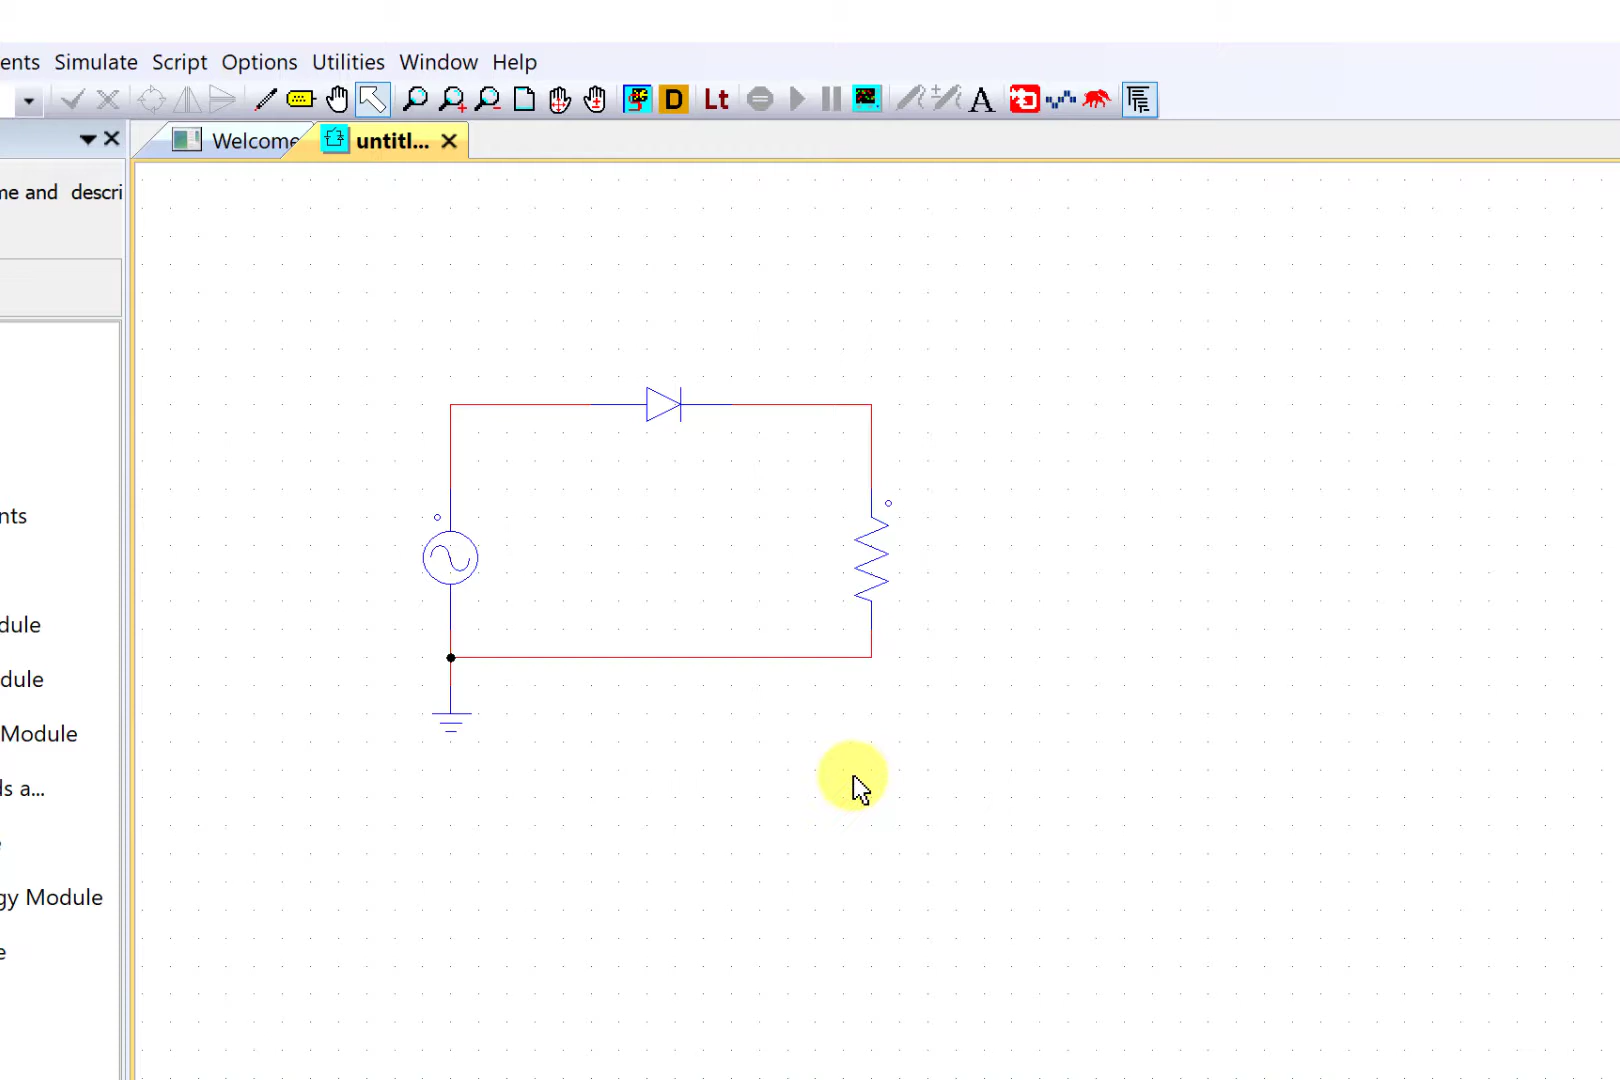 ents Simulate Script Options Utilities Window Help
D Lt A
Welcome untitl...
ne and descri
nts
dule
dule
Module
ds a...
gy Module
e